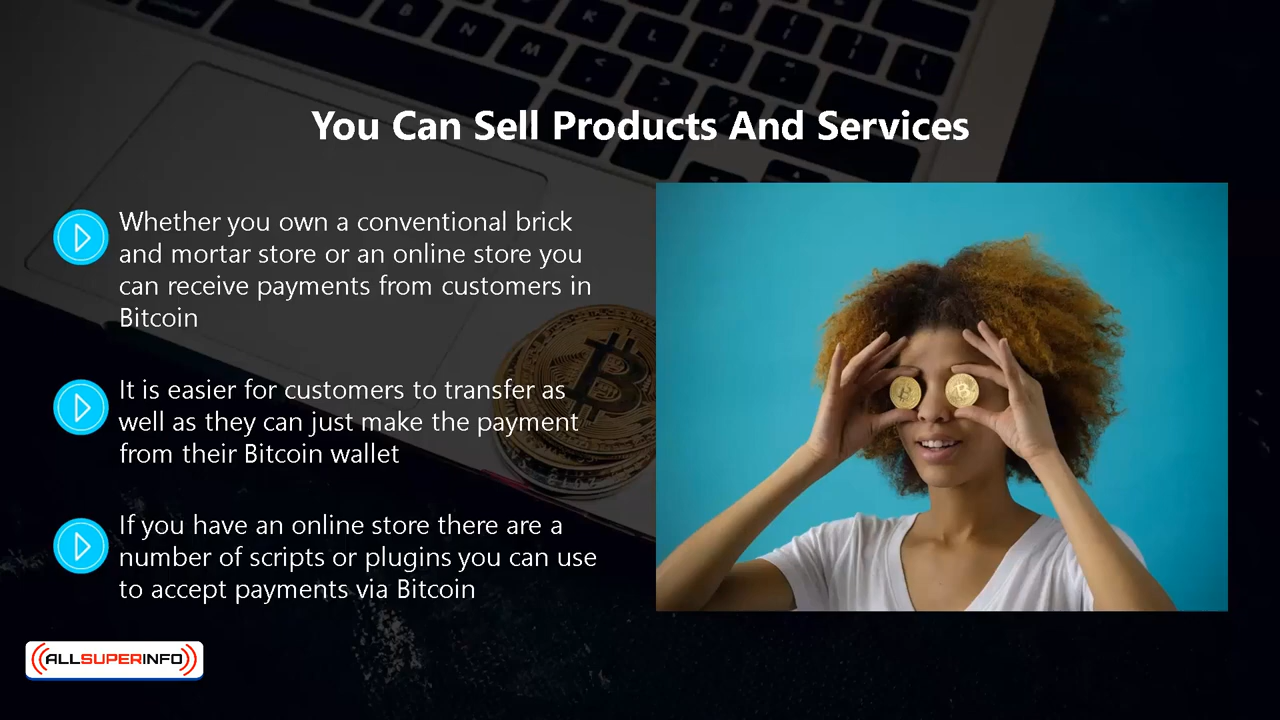 You Can Sell Products And Services
Whether you own a conventional brick
and mortar store or an online store you
can receive payments from customers in
Bitcoin
It is easier for customers to transfer as
well as they can just make the payment
from their Bitcoin wallet
If you have an online store there are a
number of scripts or plugins you can use
to accept payments via Bitcoin
ALLSUPERINFO